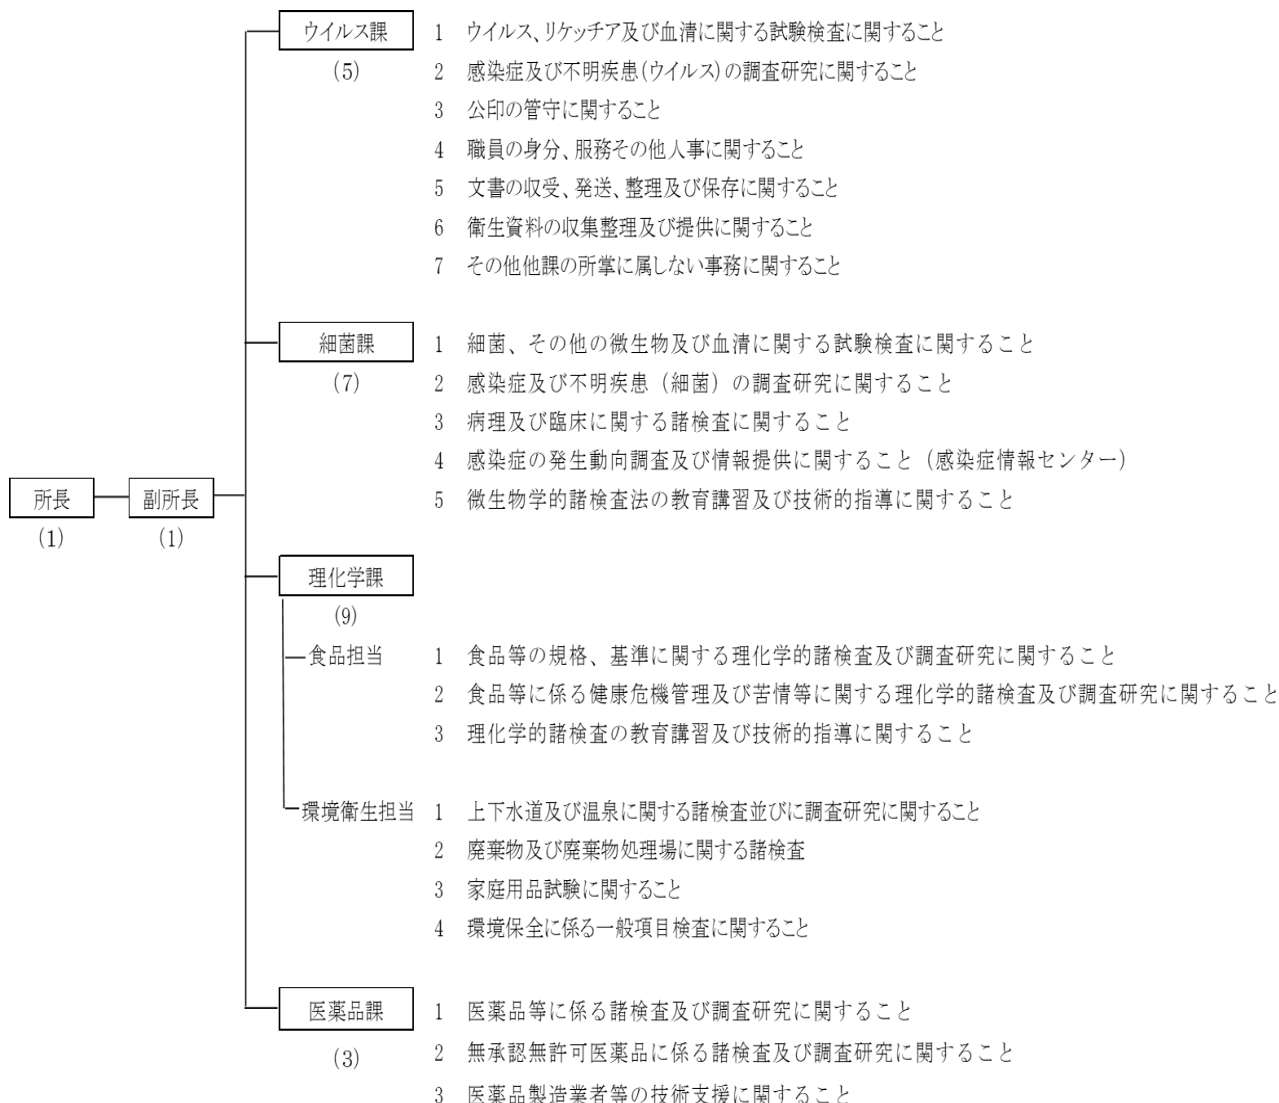 ウイルス課 1 ウイルス、リケッチア及び血清に関する試験検査に関すること
(5) 2 感染症及び不明疾患(ウイルス)の調査研究に関すること
3 公印の管守に関すること
4 職員の身分、服務その他人事に関すること
5 文書の収受、発送、整理及び保存に関すること
6 衛生資料の収集整理及び提供に関すること
7 その他他課の所掌に属しない事務に関すること
細菌課 1 細菌、その他の微生物及び血清に関する試験検査に関すること
(7) 2 感染症及び不明疾患(細菌)の調査研究に関すること
3 病理及び臨床に関する諸検査に関すること
4 感染症の発生動向調査及び情報提供に関すること(感染症情報センター)
所長 副所長 5 微生物学的諸検査法の教育講習及び技術的指導に関すること
(1) (1)
理化学課
(9)
食品担当 1 食品等の規格、基準に関する理化学的諸検査及び調査研究に関すること
2 食品等に係る健康危機管理及び苦情等に関する理化学的諸検査及び調査研究に関すること
3 理化学的諸検査の教育講習及び技術的指導に関すること
環境衛生担当 1 上下水道及び温泉に関する諸検査並びに調査研究に関すること
2 廃棄物及び廃棄物処理場に関する諸検査
3 家庭用品試験に関すること
4 環境保全に係る一般項目検査に関すること
医薬品課 1 医薬品等に係る諸検査及び調査研究に関すること
(3) 2 無承認無許可医薬品に係る諸検査及び調査研究に関すること
3 医薬品製造業者等の技術支援に関すること